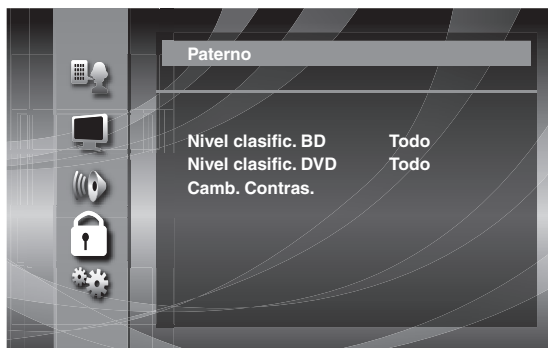 Paterno
Nivel clasific. BD Todo
Nivel clasific. DVD Todo
Camb. Contras.